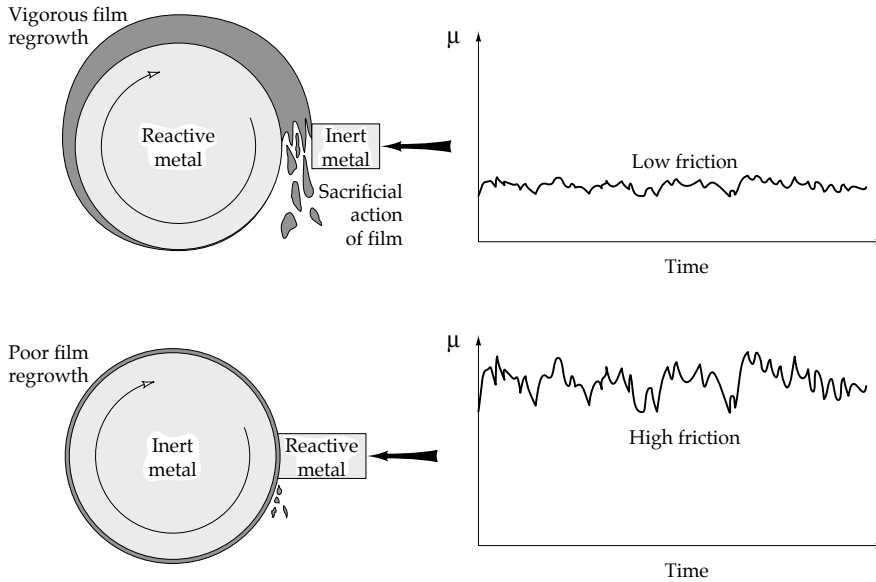 Vigorous film
regrowth
Reactive
metal
Inert
metal
Sacrificial
action
of film
μ
Low friction
Time
Poor film
regrowth
Inert
metal
Reactive
metal
μ
High friction
Time